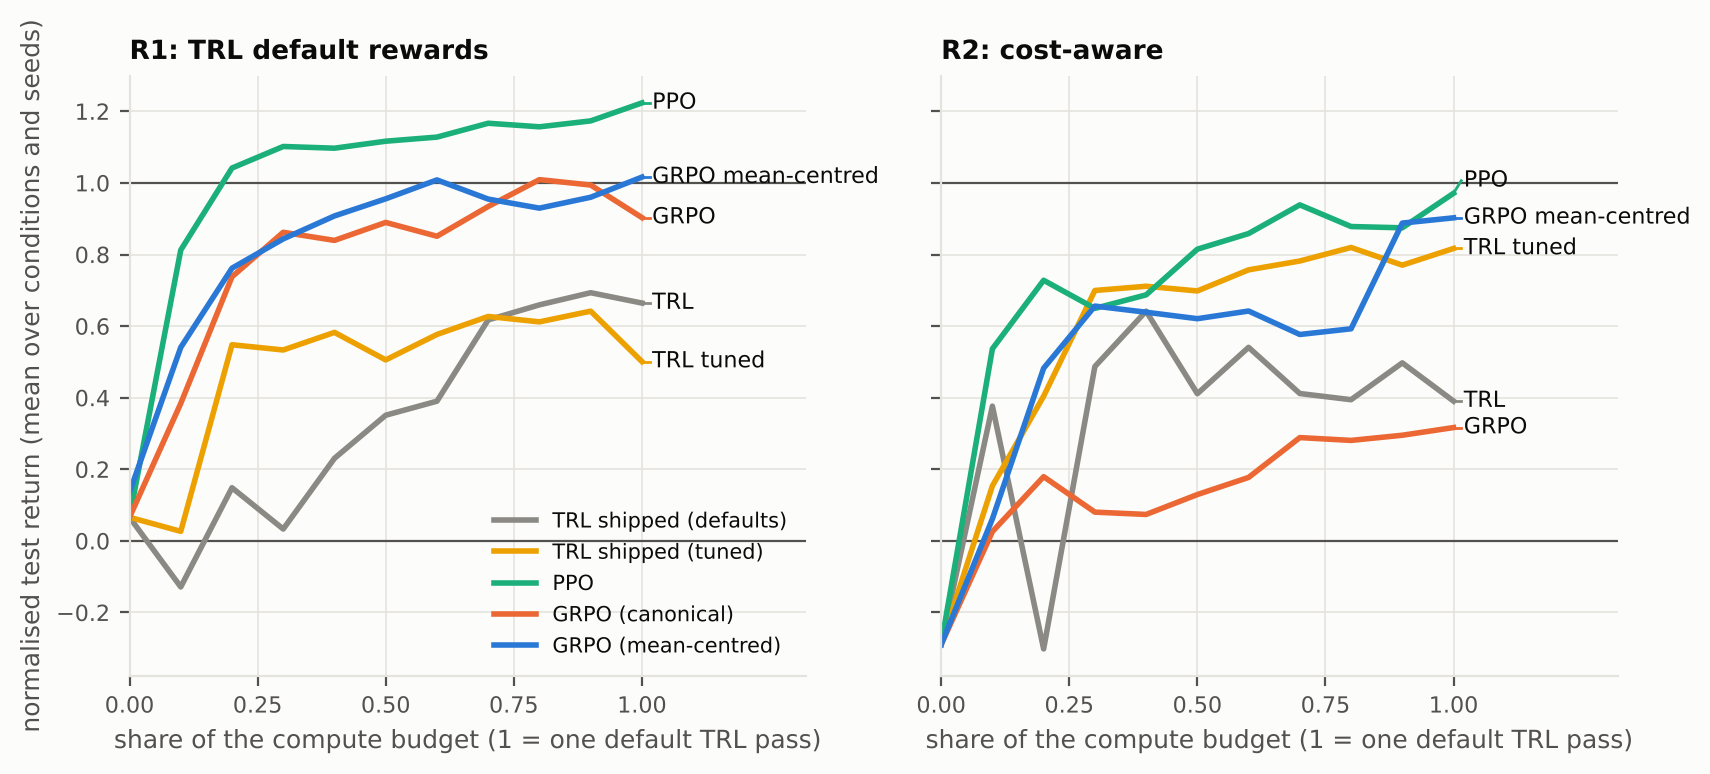 normalised test return (mean over conditions and seeds)
R1: TRL default rewards
1.2
1.0
0.8
0.6
0.4
0.2
0.0
−0.2
PPO
GRPO mean-centred
GRPO
TRL
TRL tuned
TRL shipped (defaults)
TRL shipped (tuned)
PPO
GRPO (canonical)
GRPO (mean-centred)
0.00 0.25 0.50 0.75 1.00
share of the compute budget (1 = one default TRL pass)
R2: cost-aware
PPO
GRPO mean-centred
TRL tuned
TRL
GRPO
0.00 0.25 0.50 0.75 1.00
share of the compute budget (1 = one default TRL pass)